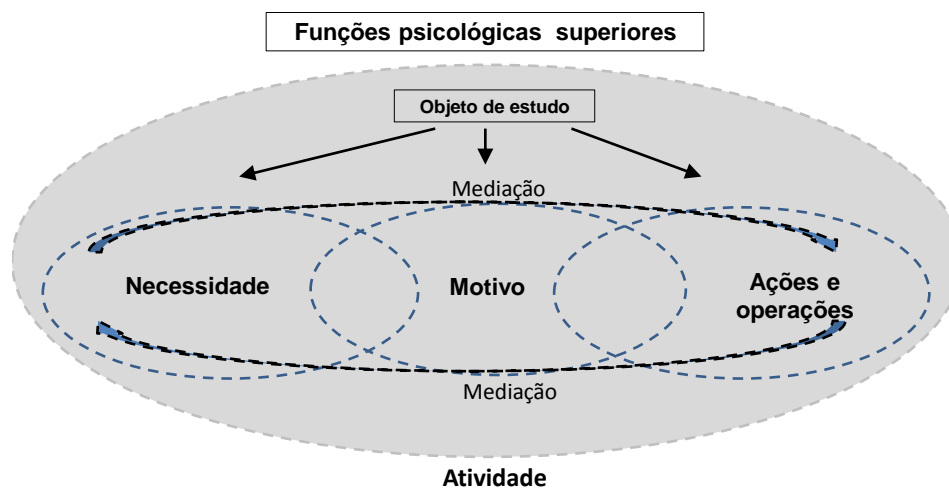 Funções psicológicas superiores
Objeto de estudo
Mediação
Necessidade
Motivo
Ações e
operações
Mediação
Atividade